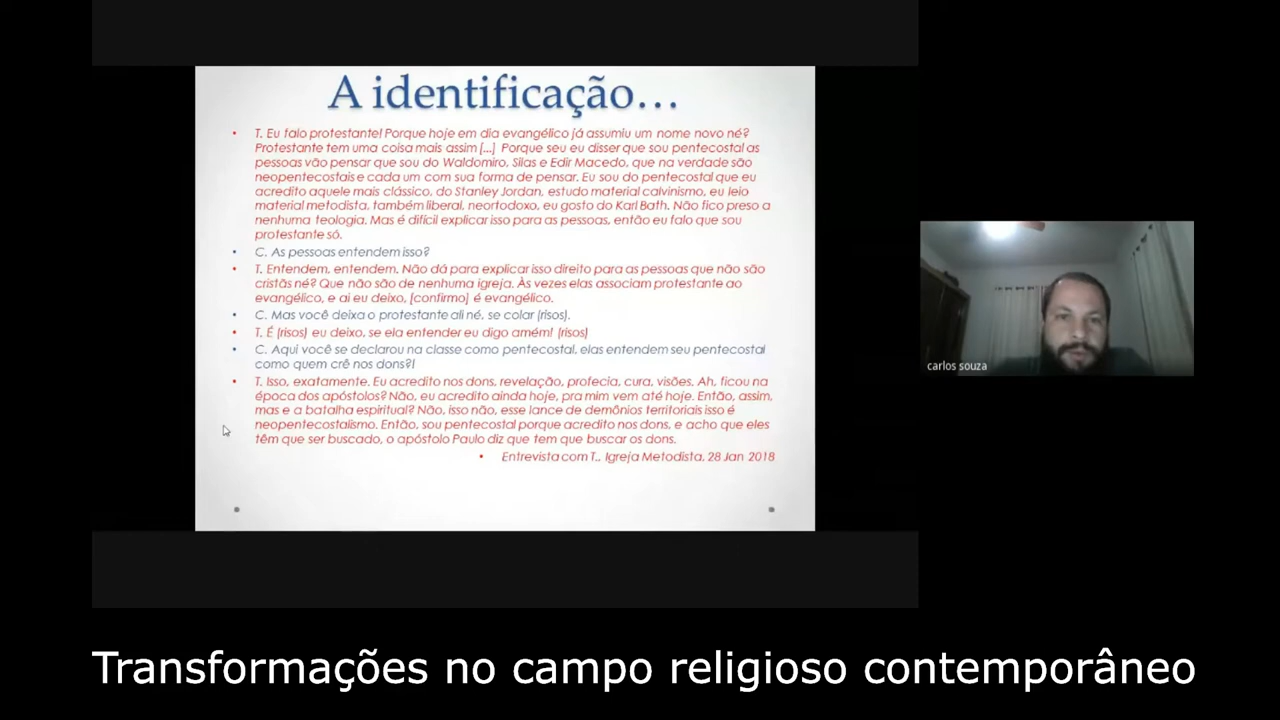 A identificação...
• T. Eu falo protestante! Porque hoje em dia evangélico já assumiu um nome novo né?
Protestante tem uma coisa mais assim [...] Porque seu eu disser que sou pentecostal as
pessoas vão pensar que sou do Waldomiro, Silas e Edir Macedo, que na verdade são
neopentecostais e cada um com sua forma de pensar. Eu sou do pentecostal que eu
acredito aquele mais clássico, do Stanley Jordan, estudo material calvinismo, eu leio
material metodista, também liberal, neortodoxo, eu gosto do Karl Bath. Não fico preso a
nenhuma teologia. Mas é difícil explicar isso para as pessoas, então eu falo que sou
protestante só.
• C. As pessoas entendem isso?
• T. Entendem, entendem. Não dá para explicar isso direito para as pessoas que não são
cristãs né? Que não são de nenhuma igreja. Às vezes elas associam protestante ao
evangélico, e ai eu deixo, [confirmo] é evangélico.
• C. Mas você deixa o protestante ali né, se colar (risos).
• T. É (risos) eu deixo, se ela entender eu digo amém! (risos)
• C. Aqui você se declarou na classe como pentecostal, elas entendem seu pentecostal
como quem crê nos dons?!
• T. Isso, exatamente. Eu acredito nos dons, revelação, profecia, cura, visões. Ah, ficou na
época dos apóstolos? Não, eu acredito ainda hoje, pra mim vem até hoje. Então, assim,
mas e a batalha espiritual? Não, isso não, esse lance de demônios territoriais isso é
neopentecostalismo. Então, sou pentecostal porque acredito nos dons, e acho que eles
têm que ser buscado, o apóstolo Paulo diz que tem que buscar os dons.
• Entrevista com T., Igreja Metodista, 28 Jan 2018
carlos souza
Transformações no campo religioso contemporâneo